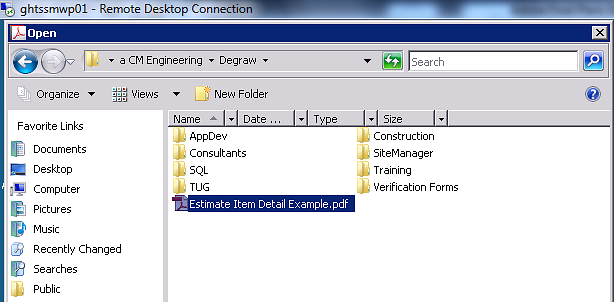 ghtssmwp01 - Remote Desktop Connection
Open
a CM Engineering Degraw Search
Organize Views New Folder
Favorite Links
Documents
Desktop
Computer
Pictures
Music
Recently Changed
Searches
Public
Name Date ... Type Size
AppDev Construction
Consultants SiteManager
SQL Training
TUG Verification Forms
Estimate Item Detail Example.pdf